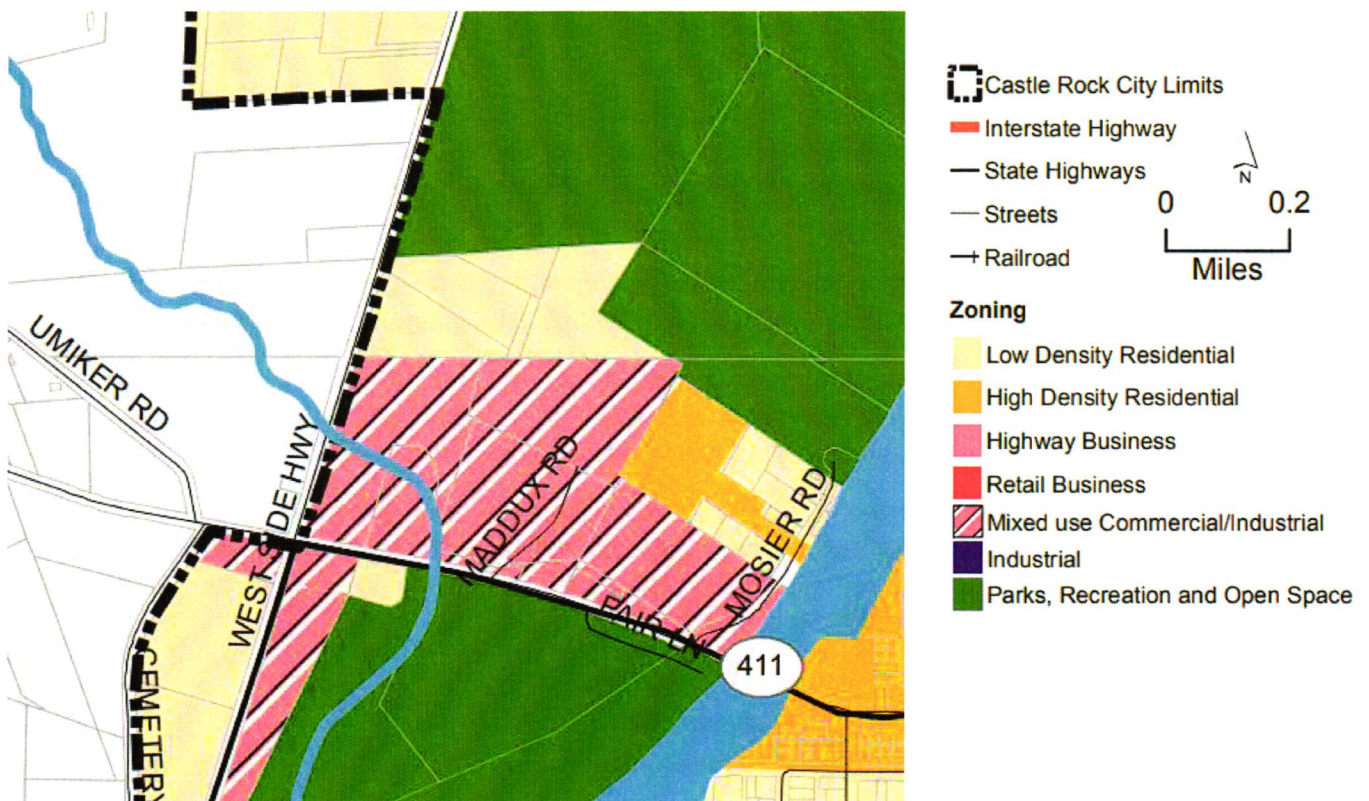 UMIKER RD
WEST SIDE HWY
MADDUX RD
MOSIER RD
FAIR LN
411
CEMETERY
Castle Rock City Limits
Interstate Highway
State Highways
Streets
Railroad
N
0 0.2
Miles
Zoning
Low Density Residential
High Density Residential
Highway Business
Retail Business
Mixed use Commercial/Industrial
Industrial
Parks, Recreation and Open Space